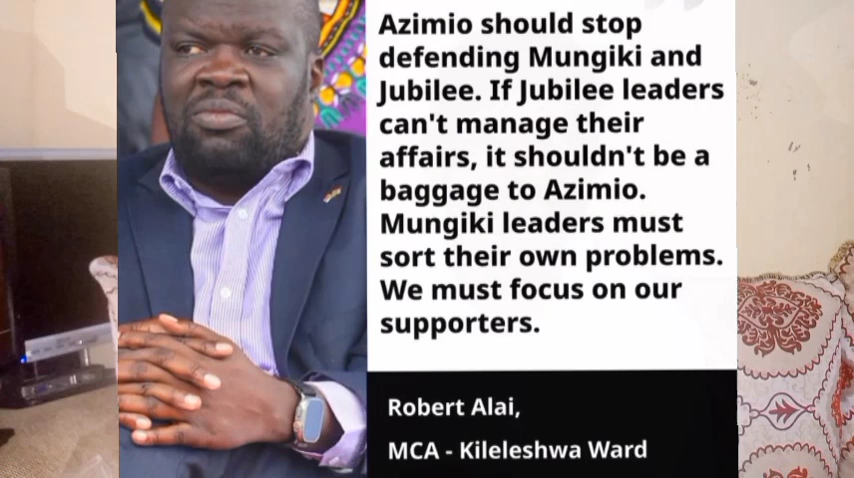 Azimio should stop
defending Mungiki and
Jubilee. If Jubilee leaders
can't manage their
affairs, it shouldn't be a
baggage to Azimio.
Mungiki leaders must
sort their own problems.
We must focus on our
supporters.
Robert Alai,
MCA - Kileleshwa Ward